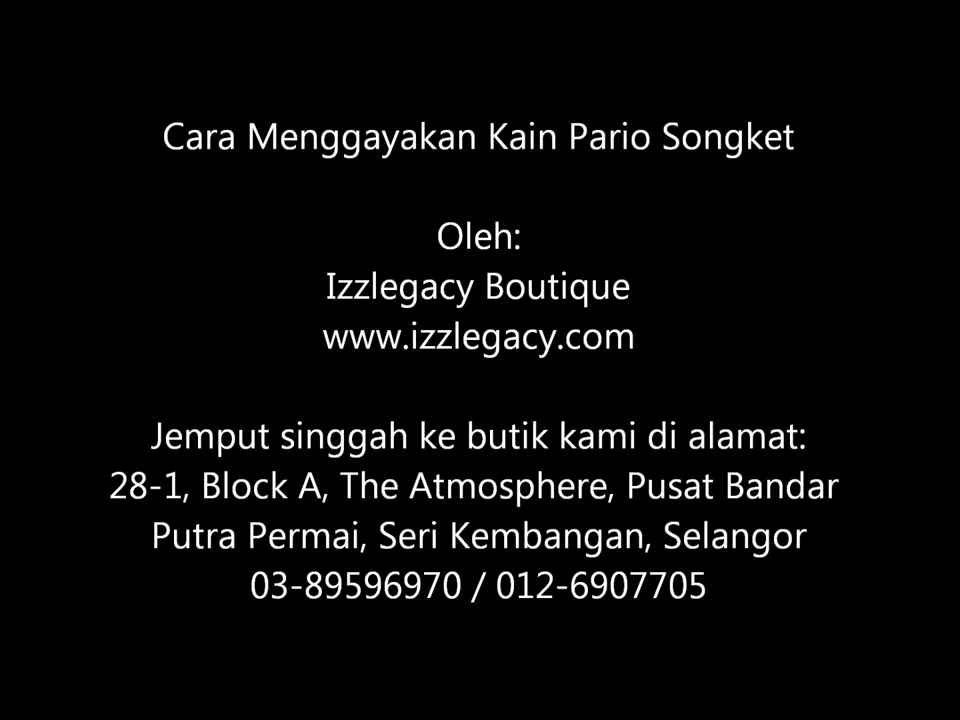 Cara Menggayakan Kain Pario Songket
Oleh:
Izzlegacy Boutique
www.izzlegacy.com
Jemput singgah ke butik kami di alamat:
28-1, Block A, The Atmosphere, Pusat Bandar
Putra Permai, Seri Kembangan, Selangor
03-89596970 / 012-6907705